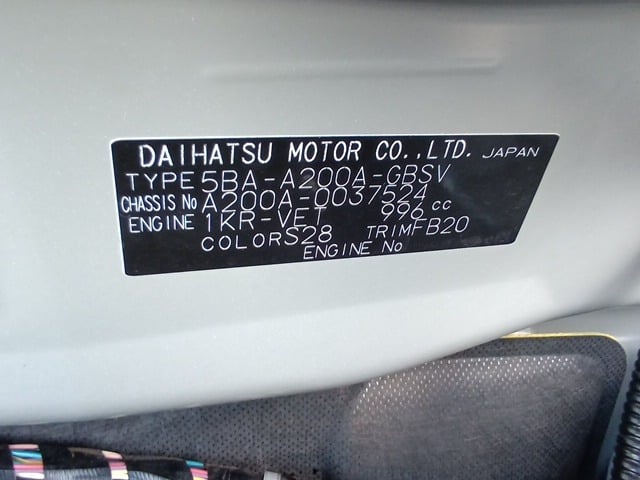 DAIHATSU MOTOR CO.,LTD. JAPAN
TYPE 5BA-A200A-GBSV
CHASSIS No A200A-0037524
ENGINE 1KR-VET 996 cc
COLOR S28 TRIM FB20
ENGINE No